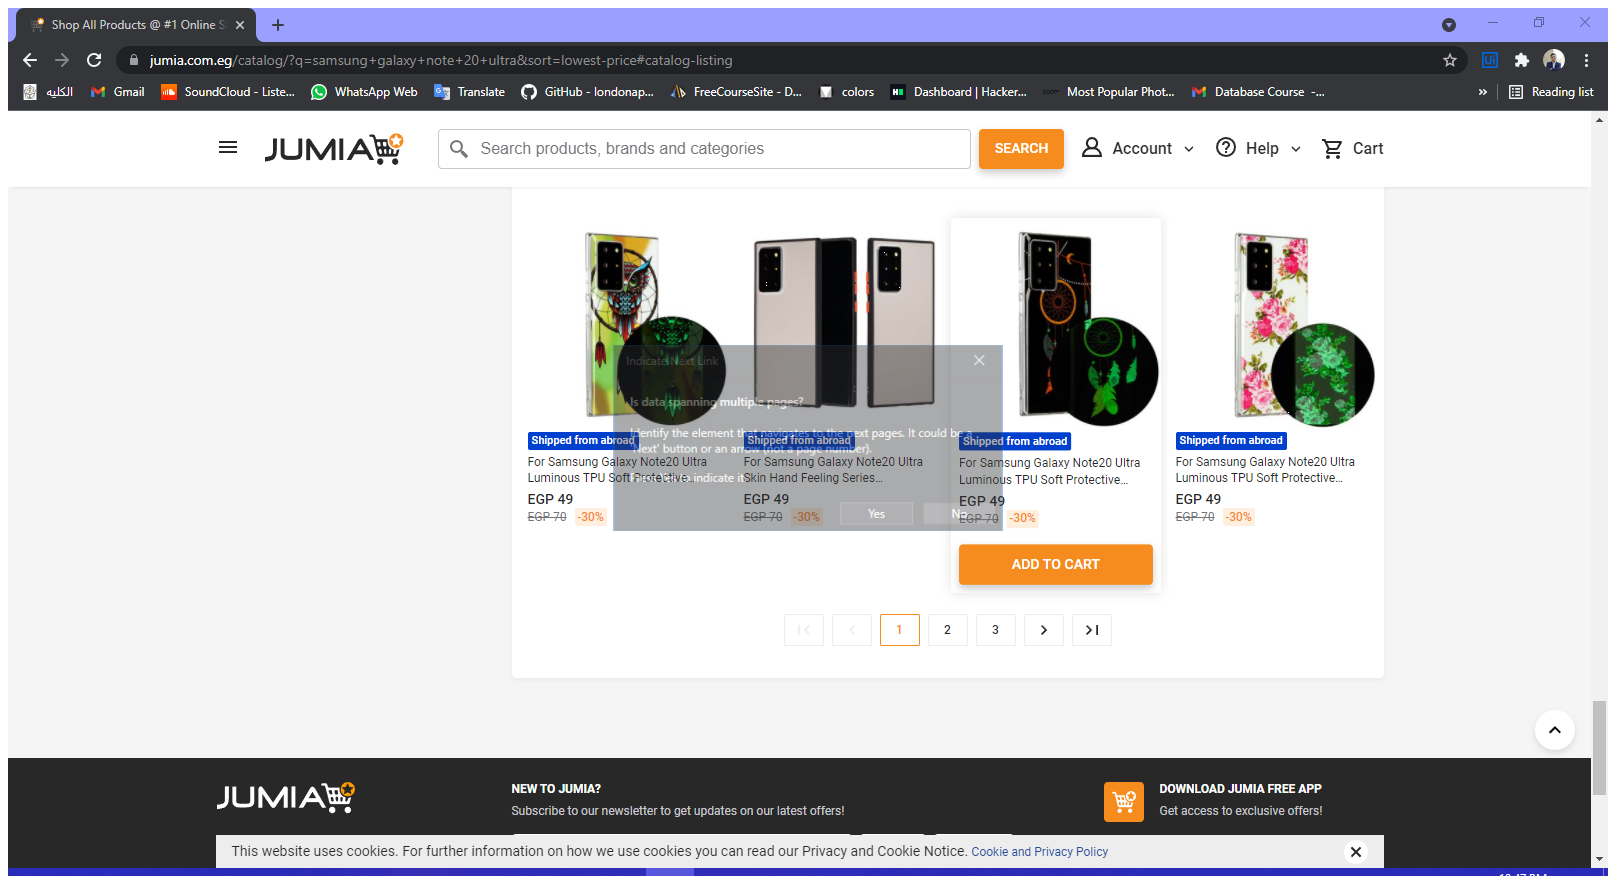 Shop All Products @ #1 Online S
jumia.com.eg/catalog/?q=samsung+galaxy+note+20+ultra&sort=lowest-price#catalog-listing
الكليه
Gmail
SoundCloud - Liste...
WhatsApp Web
Translate
GitHub - londonap...
FreeCourseSite - D...
colors
Dashboard | Hacker...
Most Popular Phot...
Database Course -...
»
Reading list
JUMIA
Search products, brands and categories
SEARCH
Account
Help
Cart
Indicate Next Link
Is data spanning multiple pages?
Identify the element that navigates to the next pages. It could be a
'Next' button or an arrow (not a page number).
to indicate it
Yes
No
Shipped from abroad
For Samsung Galaxy Note20 Ultra
Luminous TPU Soft Protective...
EGP 49
EGP 70 -30%
Shipped from abroad
For Samsung Galaxy Note20 Ultra
Skin Hand Feeling Series...
EGP 49
EGP 70 -30%
Shipped from abroad
For Samsung Galaxy Note20 Ultra
Luminous TPU Soft Protective...
EGP 49
EGP 70 -30%
ADD TO CART
Shipped from abroad
For Samsung Galaxy Note20 Ultra
Luminous TPU Soft Protective...
EGP 49
EGP 70 -30%
1 2 3
JUMIA
NEW TO JUMIA?
Subscribe to our newsletter to get updates on our latest offers!
DOWNLOAD JUMIA FREE APP
Get access to exclusive offers!
This website uses cookies. For further information on how we use cookies you can read our Privacy and Cookie Notice. Cookie and Privacy Policy